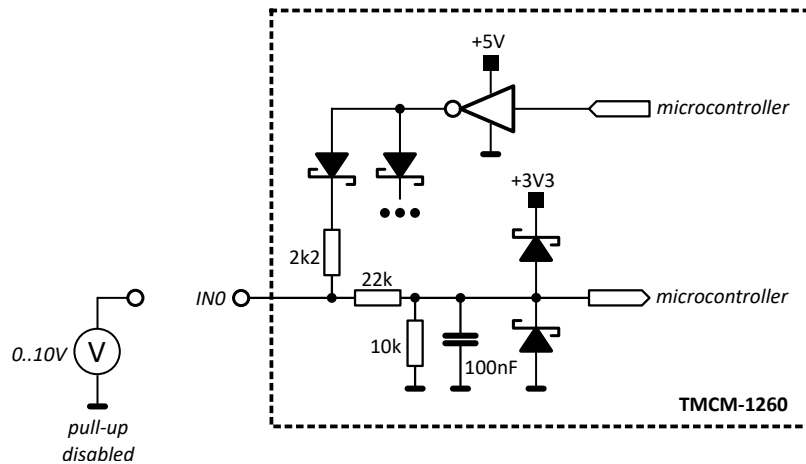 +5V
microcontroller
+3V3
2k2
22k
IN0
microcontroller
0..10V
V
10k
100nF
TMCM-1260
pull-up
disabled